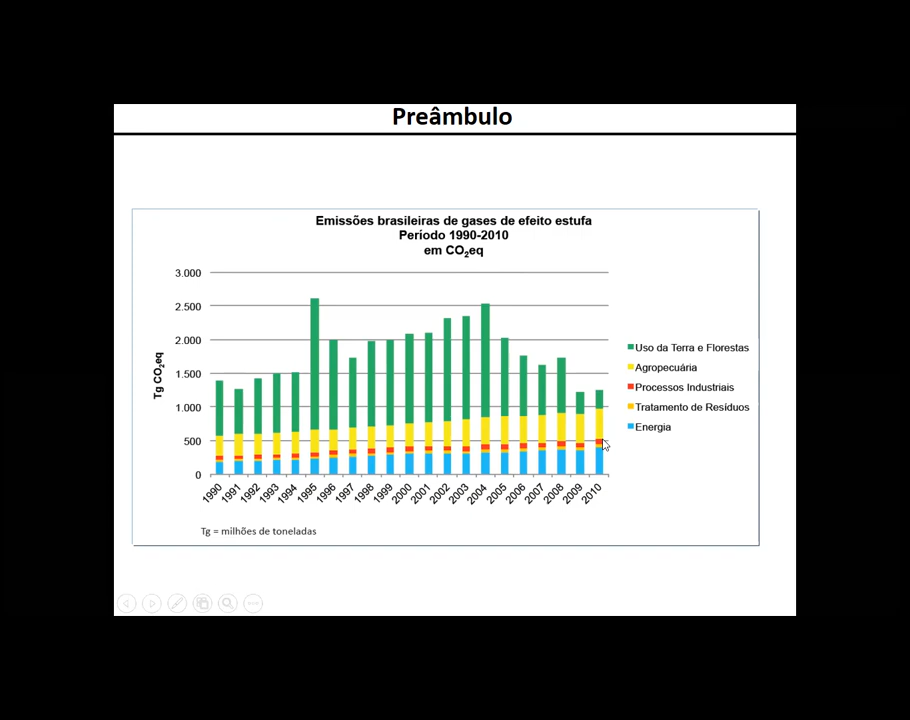 Preâmbulo
Emissões brasileiras de gases de efeito estufa
Período 1990-2010
em CO₂eq
Tg CO₂eq
3.000
2.500
2.000
1.500
1.000
500
0
1990 1991 1992 1993 1994 1995 1996 1997 1998 1999 2000 2001 2002 2003 2004 2005 2006 2007 2008 2009 2010
Uso da Terra e Florestas
Agropecuária
Processos Industriais
Tratamento de Resíduos
Energia
Tg = milhões de toneladas